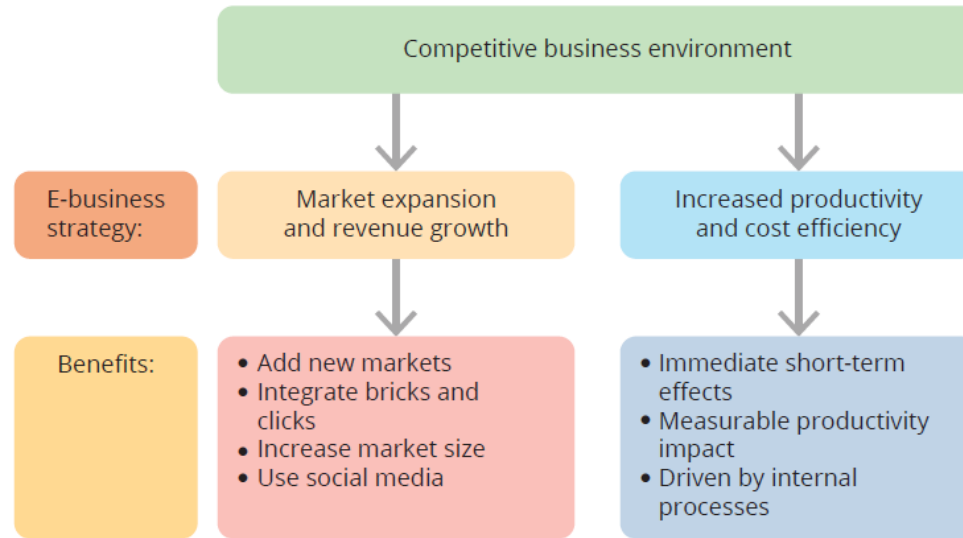 Competitive business environment
E-business
strategy:
Market expansion
and revenue growth
Increased productivity
and cost efficiency
Benefits:
• Add new markets
• Integrate bricks and
clicks
• Increase market size
• Use social media
• Immediate short-term
effects
• Measurable productivity
impact
• Driven by internal
processes